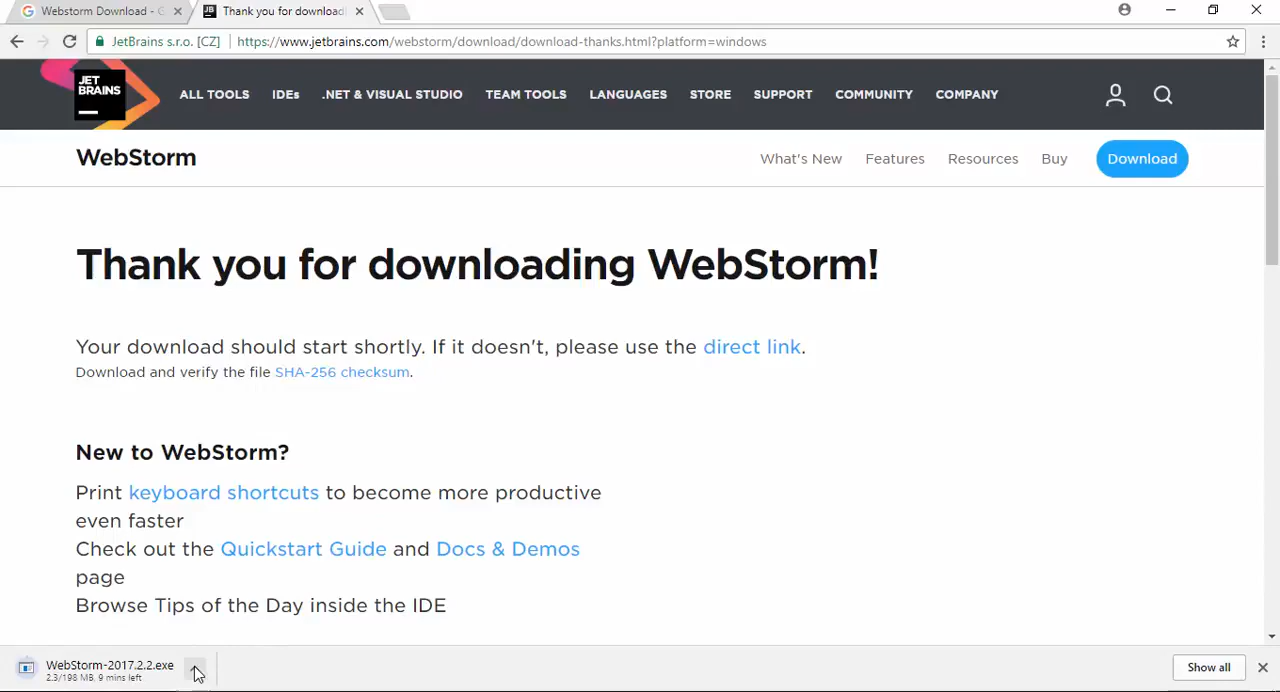 Webstorm Download - G
Thank you for download
JetBrains s.r.o. [CZ]
https://www.jetbrains.com/webstorm/download/download-thanks.html?platform=windows
JET
BRAINS
ALL TOOLS
IDEs
.NET & VISUAL STUDIO
TEAM TOOLS
LANGUAGES
STORE
SUPPORT
COMMUNITY
COMPANY
WebStorm
What's New
Features
Resources
Buy
Download
Thank you for downloading WebStorm!
Your download should start shortly. If it doesn't, please use the direct link.
Download and verify the file SHA-256 checksum.
New to WebStorm?
Print keyboard shortcuts to become more productive
even faster
Check out the Quickstart Guide and Docs & Demos
page
Browse Tips of the Day inside the IDE
WebStorm-2017.2.2.exe
2.3/198 MB, 9 mins left
Show all